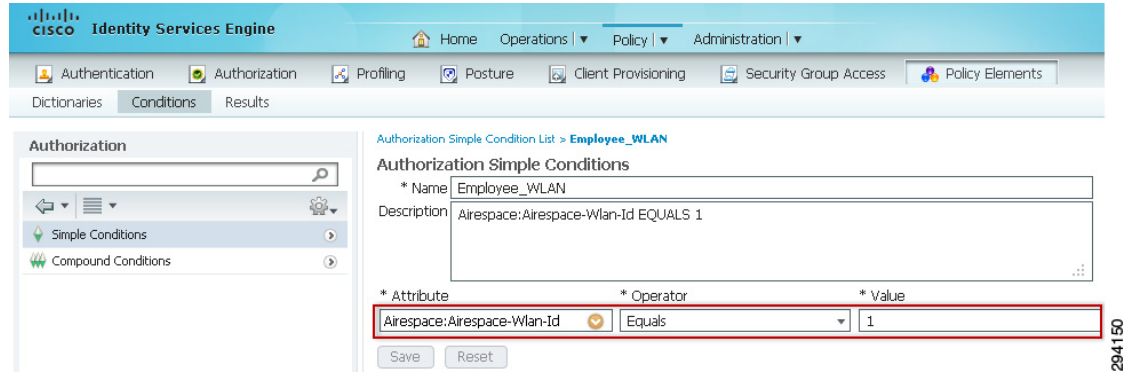 CISCO Identity Services Engine
Home Operations | ▼ Policy | ▼ Administration | ▼
Authentication Authorization Profiling Posture Client Provisioning Security Group Access Policy Elements
Dictionaries Conditions Results
Authorization
Simple Conditions
Compound Conditions
Authorization Simple Condition List > Employee_WLAN
Authorization Simple Conditions
* Name Employee_WLAN
Description Airespace:Airespace-Wlan-Id EQUALS 1
* Attribute * Operator * Value
Airespace:Airespace-Wlan-Id Equals 1
Save Reset
294150